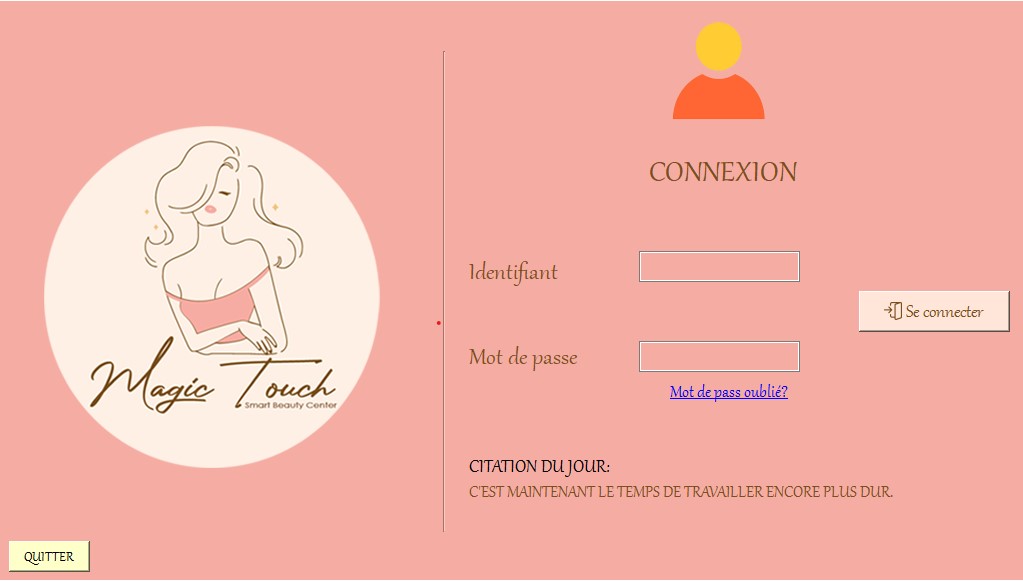 CONNEXION
Identifiant
Se connecter
Mot de passe
Mot de pass oublié?
Magic Touch
Smart Beauty Center
CITATION DU JOUR:
C'EST MAINTENANT LE TEMPS DE TRAVAILLER ENCORE PLUS DUR.
QUITTER